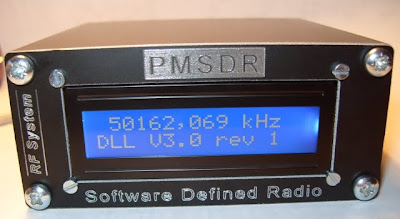 PMSDR
50162,069 kHz
DLL V3.0 rev 1
RF System
Software Defined Radio